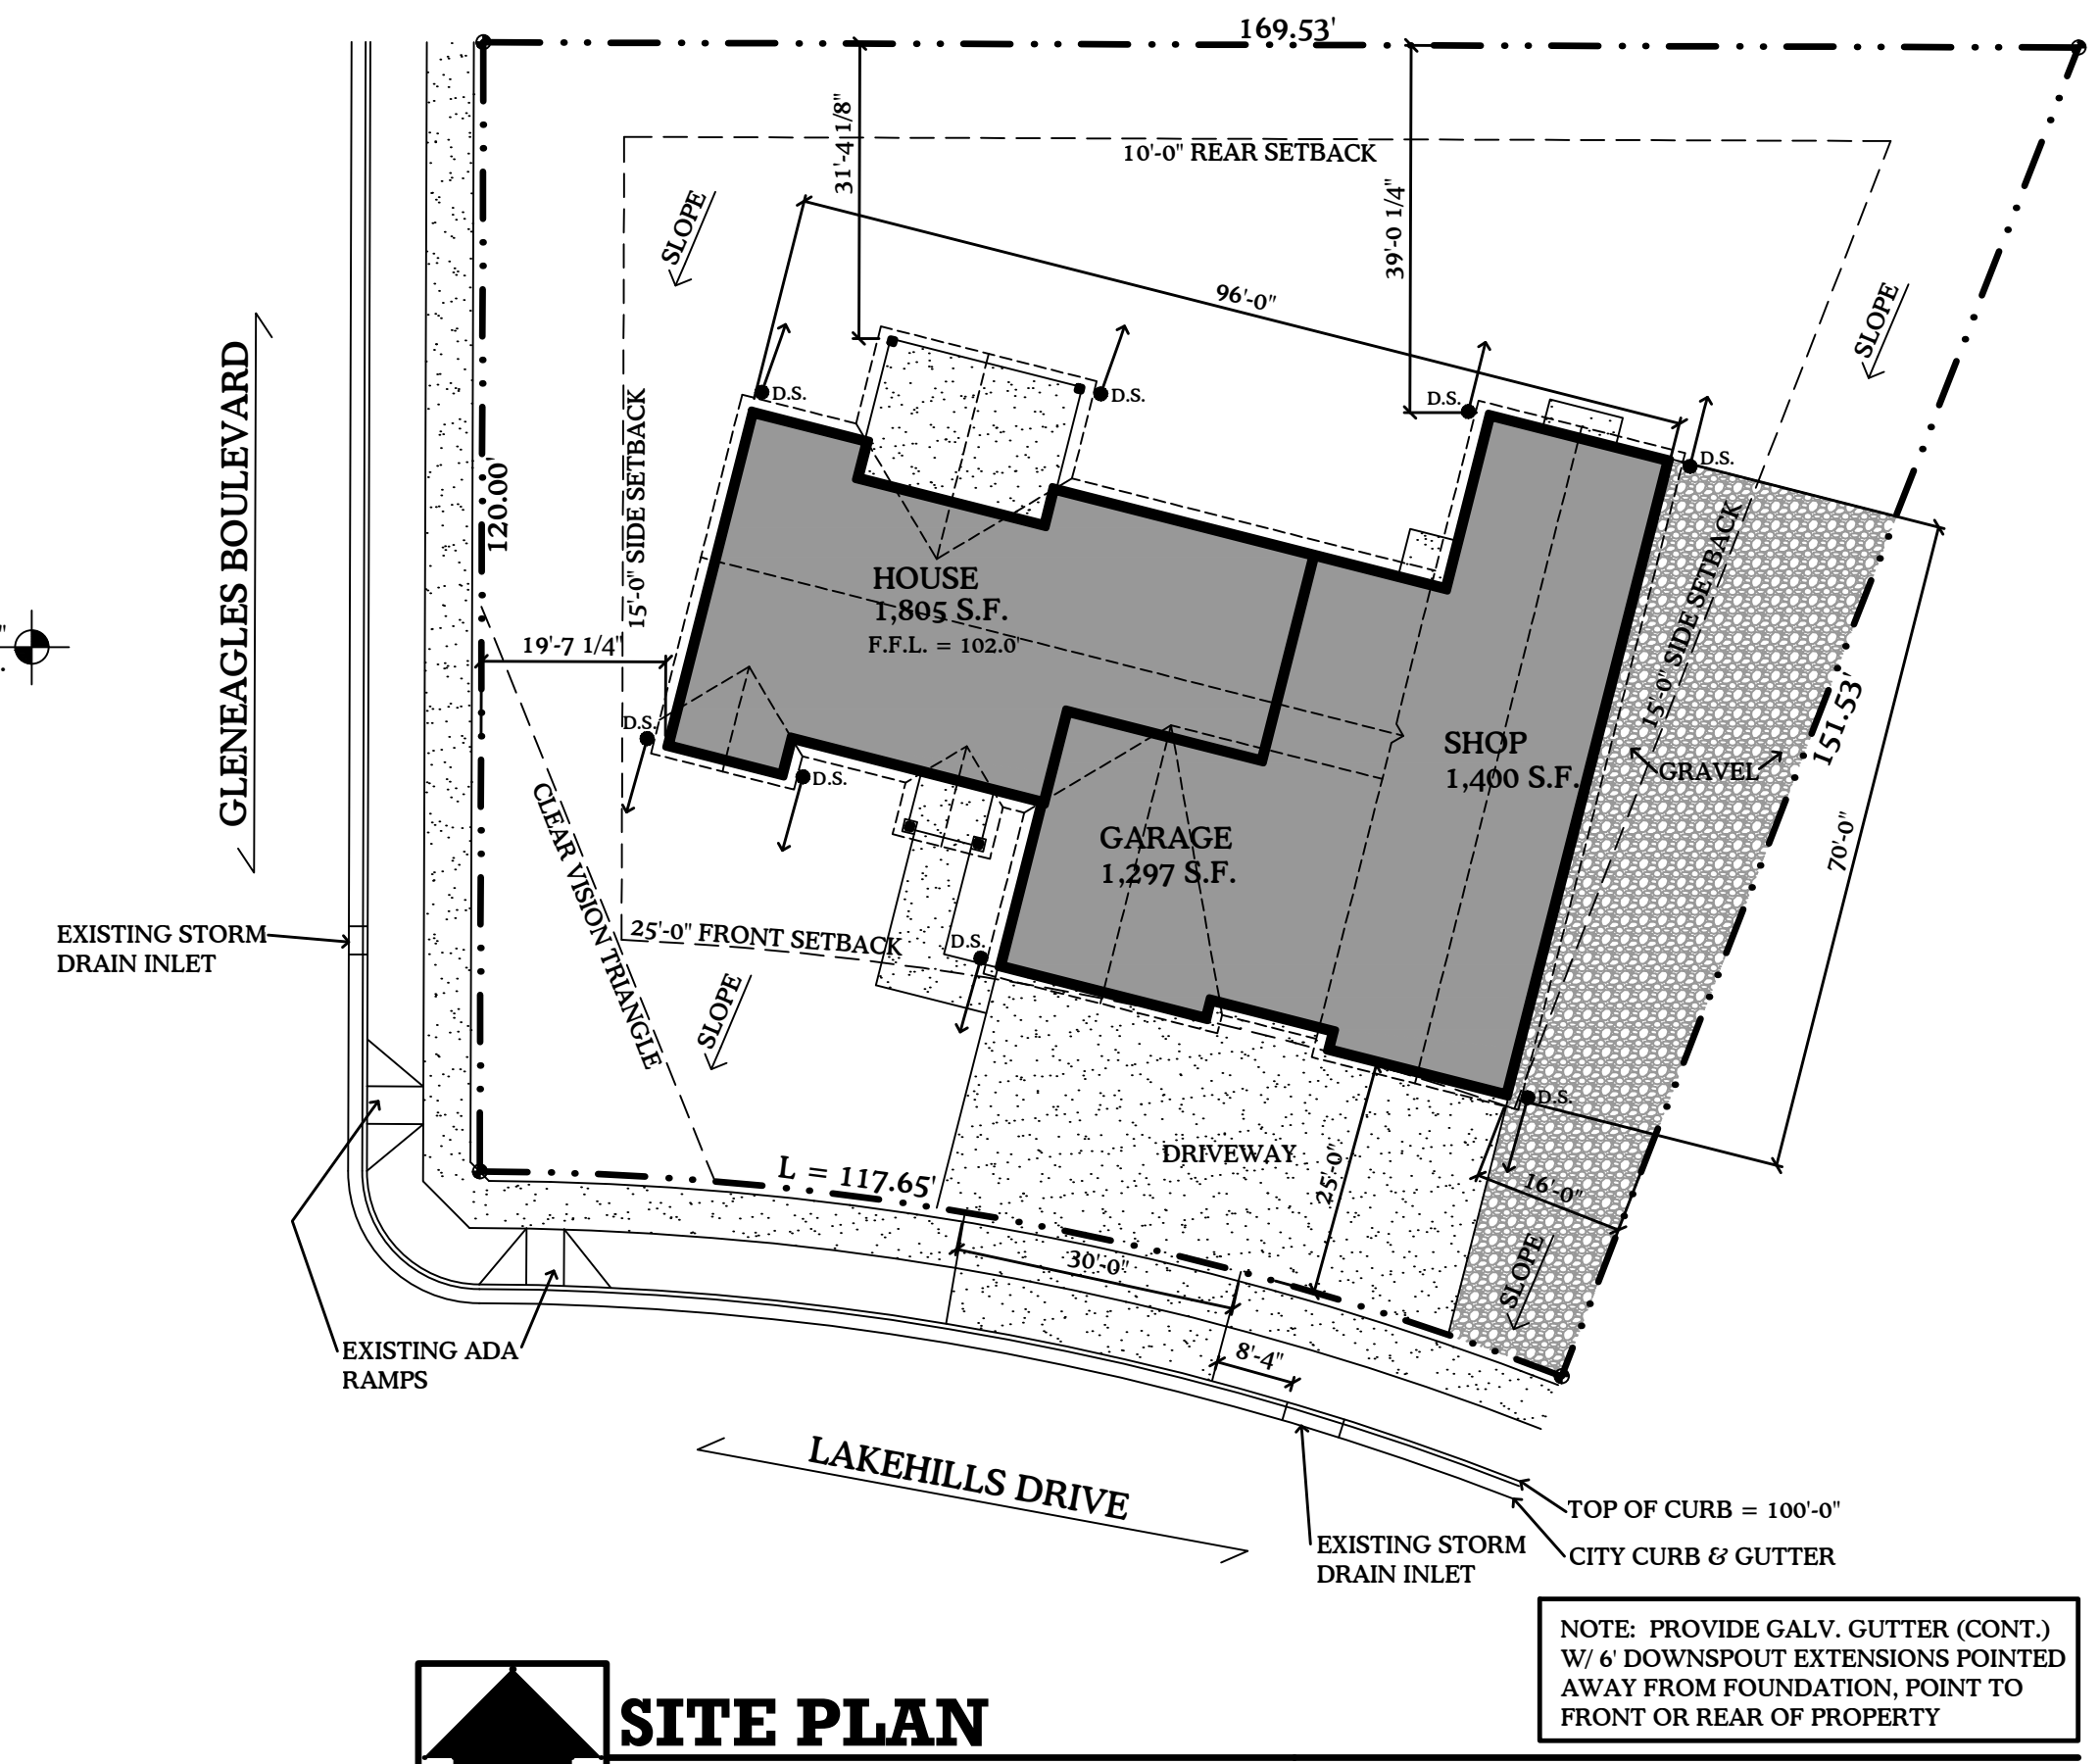 169.53'
31'-4 1/8"
10'-0" REAR SETBACK
39'-0 1/4"
SLOPE
96'-0"
SLOPE
GLENEAGLES BOULEVARD
120.00'
15'-0" SIDE SETBACK
D.S.
D.S.
D.S.
D.S.
HOUSE
1,805 S.F.
F.F.L. = 102.0'
19'-7 1/4"
15'-0" SIDE SETBACK
151.53'
D.S.
D.S.
SHOP
1,400 S.F.
GRAVEL
70'-0"
GARAGE
1,297 S.F.
CLEAR VISION TRIANGLE
25'-0" FRONT SETBACK
D.S.
EXISTING STORM
DRAIN INLET
SLOPE
D.S.
DRIVEWAY
25'-0"
16'-0"
L = 117.65'
30'-0"
SLOPE
8'-4"
EXISTING ADA
RAMPS
LAKEHILLS DRIVE
TOP OF CURB = 100'-0"
EXISTING STORM
DRAIN INLET
CITY CURB & GUTTER
NOTE: PROVIDE GALV. GUTTER (CONT.)
W/ 6' DOWNSPOUT EXTENSIONS POINTED
AWAY FROM FOUNDATION, POINT TO
FRONT OR REAR OF PROPERTY
SITE PLAN